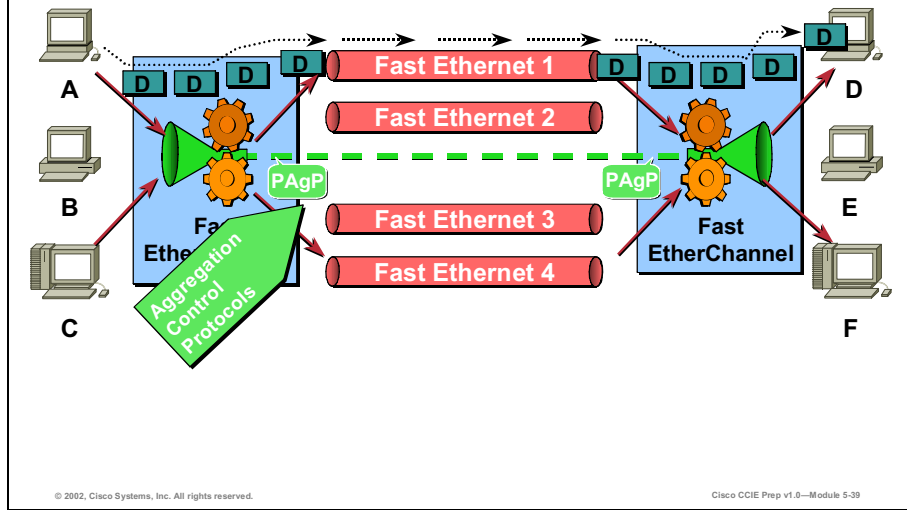 D
D
D
D
D
D
D
D
D
D
Fast Ethernet 1
A
D
Fast Ethernet 2
PAgP
PAgP
B
E
Fast Ethernet 3
Fast
EtherChannel
Fast Ethernet 4
Aggregation
Control
Protocols
C
F
© 2002, Cisco Systems, Inc. All rights reserved.
Cisco CCIE Prep v1.0—Module 5-39